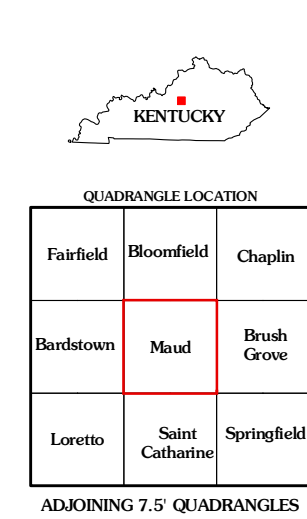 KENTUCKY
QUADRANGLE LOCATION
Fairfield Bloomfield Chaplin
Bardstown Maud Brush
Grove
Loretto Saint
Catharine Springfield
ADJOINING 7.5' QUADRANGLES